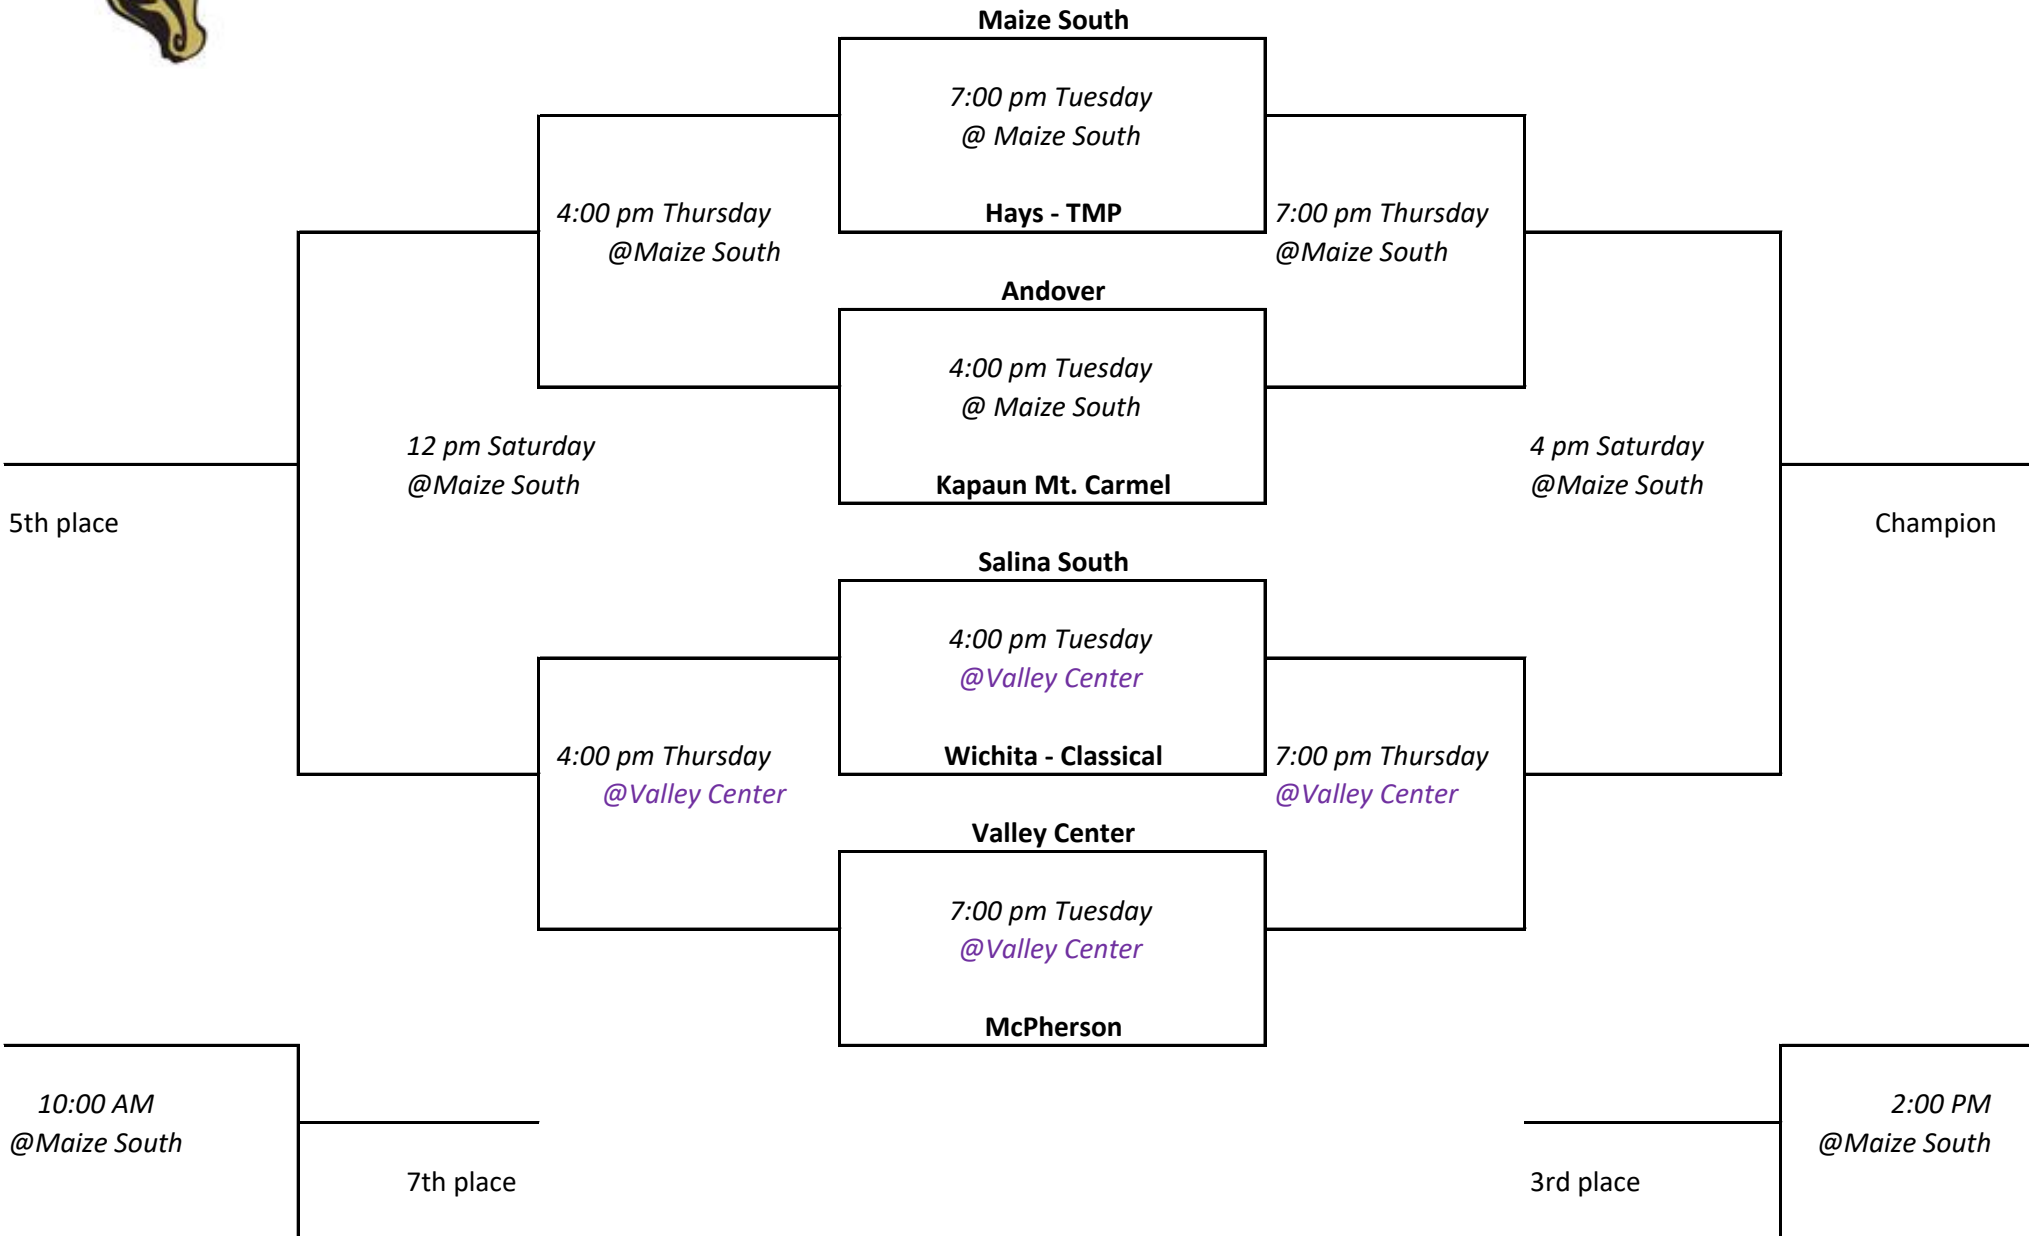 Maize South
7:00 pm Tuesday
@ Maize South
4:00 pm Thursday
Hays - TMP
7:00 pm Thursday
@Maize South
@Maize South
Andover
4:00 pm Tuesday
@ Maize South
12 pm Saturday
4 pm Saturday
@Maize South
Kapaun Mt. Carmel
@Maize South
5th place
Champion
Salina South
4:00 pm Tuesday
@Valley Center
4:00 pm Thursday
Wichita - Classical
7:00 pm Thursday
@Valley Center
@Valley Center
Valley Center
7:00 pm Tuesday
@Valley Center
McPherson
10:00 AM
2:00 PM
@Maize South
@Maize South
7th place
3rd place